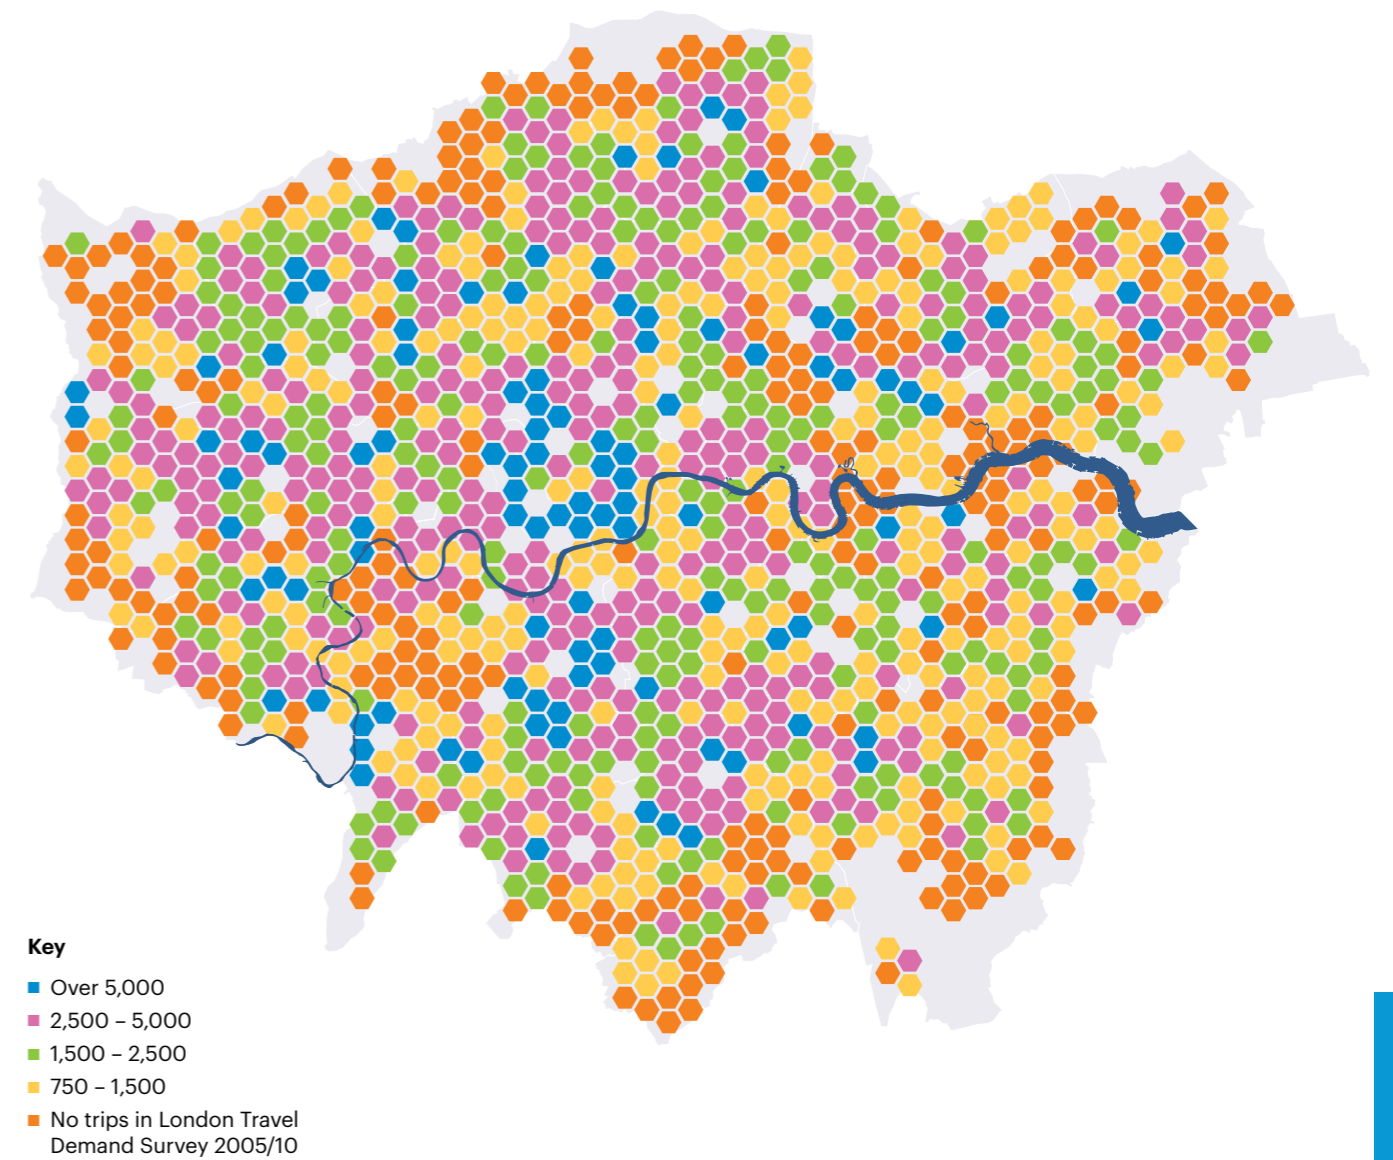 Key
Over 5,000
2,500 – 5,000
1,500 – 2,500
750 – 1,500
No trips in London Travel
Demand Survey 2005/10